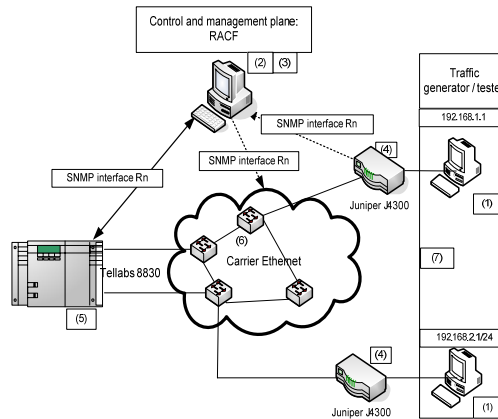 Control and management plane:
RACF
(2) (3)
Traffic
generator / teste
192.168.1.1
SNMP interface Rn
(4)
SNMP interface Rn
(1)
Juniper J4300
SNMP interface Rn
(6)
Carrier Ethernet
(7)
Tellabs 8830
(5)
192.168.2.1/24
(4)
(1)
Juniper J4300